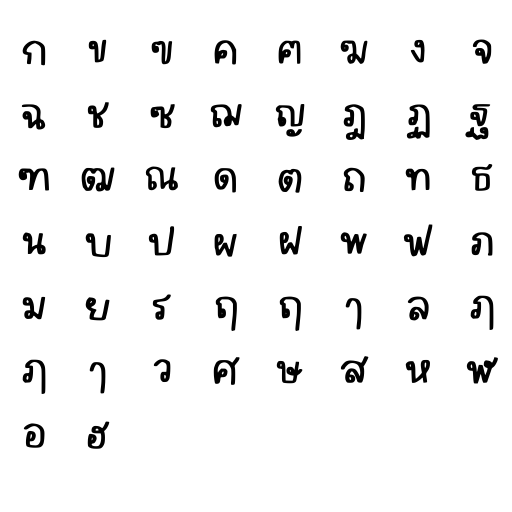 ก ข ฃ ค ฅ ฆ ง จ
ฉ ช ซ ฌ ญ ฎ ฏ ฐ
ฑ ฒ ณ ด ต ถ ท ธ
น บ ป ผ ฝ พ ฟ ภ
ม ย ร ฤ ฤ ๅ ล ฦ
ฦ ๅ ว ศ ษ ส ห ฬ
อ ฮ